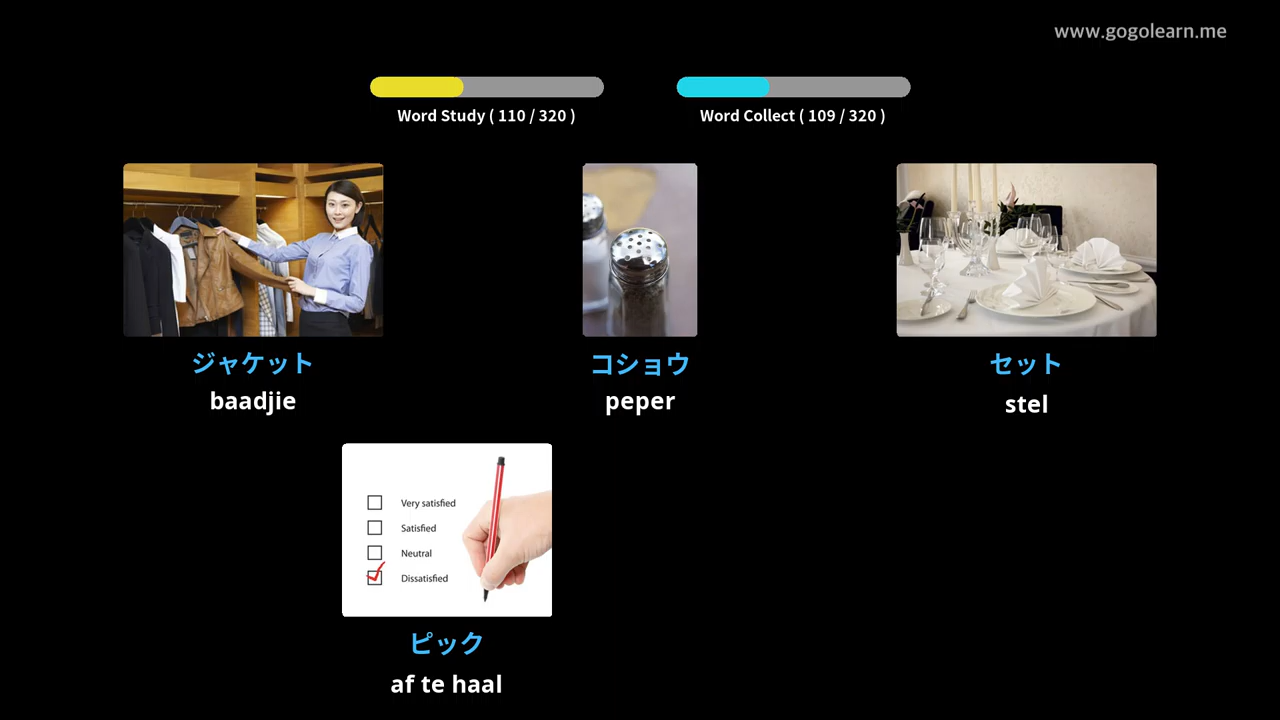 www.gogolearn.me
Word Study ( 110 / 320 )
Word Collect ( 109 / 320 )
ジャケット
コショウ
セット
baadjie
peper
stel
Very satisfied
Satisfied
Neutral
Dissatisfied
ピック
af te haal